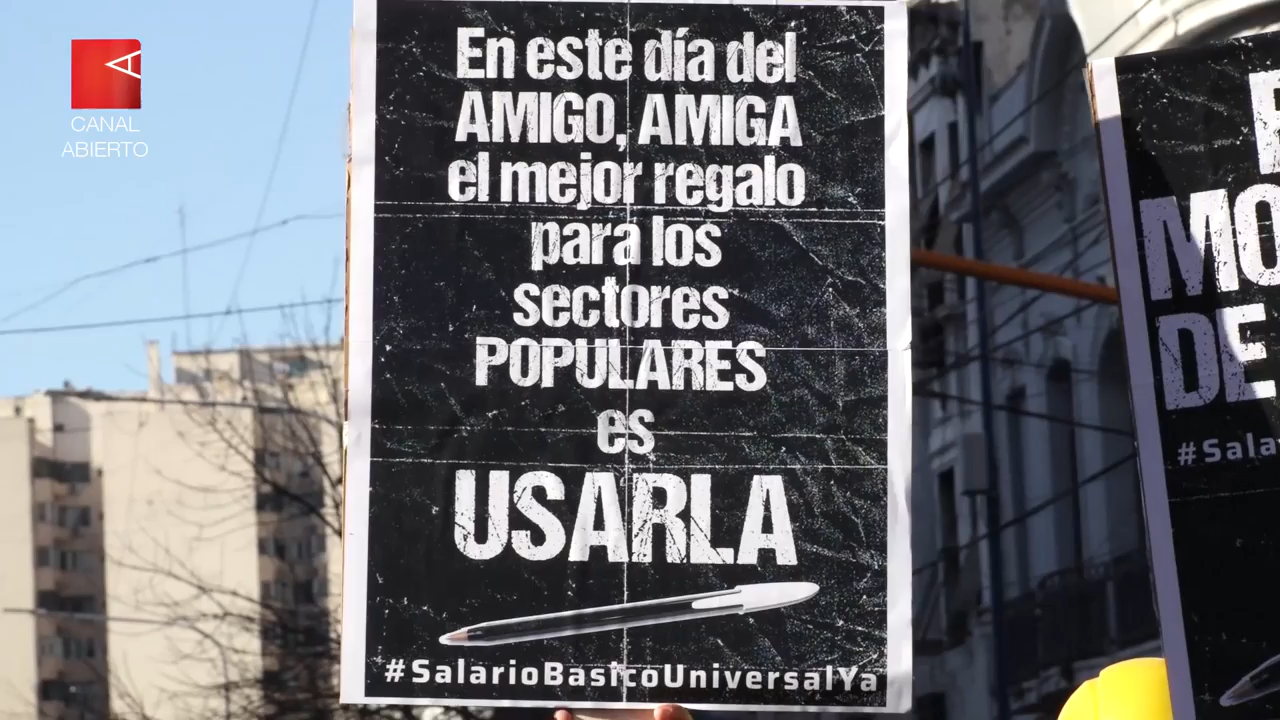 CANAL
ABIERTO
En este día del
AMIGO, AMIGA
el mejor regalo
para los
sectores
POPULARES
es
USARLA
#SalarioBasicoUniversalYa
MO
DE
#Sala